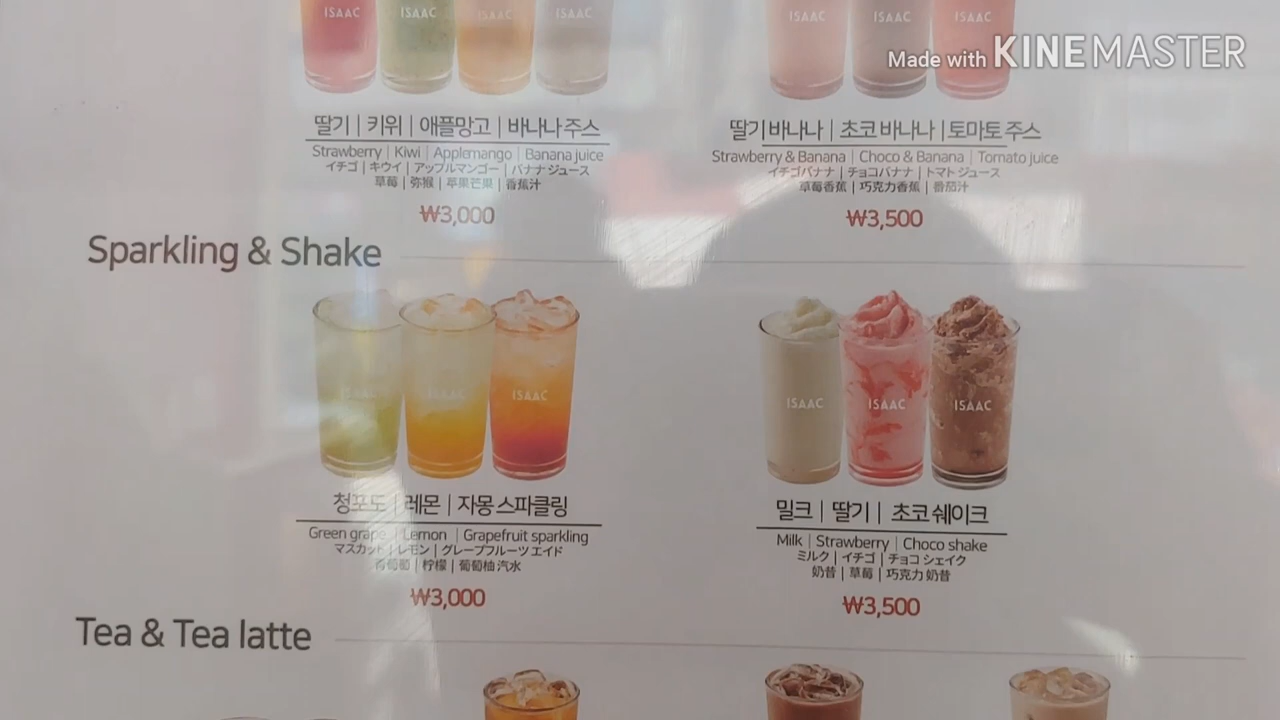 ISAAC ISAAC ISAAC ISAAC
ISAAC ISAAC ISAAC
Made with KINEMASTER
딸기 | 키위 | 애플망고 | 바나나 주스
Strawberry | Kiwi | Applemango | Banana juice
イチゴ | キウイ | アップルマンゴー | バナナ ジュース
草莓 | 弥猴 | 苹果芒果 | 香蕉汁
₩3,000
딸기바나나 | 초코바나나 | 토마토주스
Strawberry & Banana | Choco & Banana | Tomato juice
イチゴバナナ | チョコバナナ | トマト ジュース
草莓香蕉 | 巧克力香蕉 | 番茄汁
₩3,500
Sparkling & Shake
ISAAC ISAAC ISAAC
청포도 | 레몬 | 자몽 스파클링
Green grape | Lemon | Grapefruit sparkling
マスカット | レモン | グレープフルーツ エイド
青葡萄 | 柠檬 | 葡萄柚 汽水
₩3,000
ISAAC ISAAC ISAAC
밀크 | 딸기 | 초코 쉐이크
Milk | Strawberry | Choco shake
ミルク | イチゴ | チョコ シェイク
奶昔 | 草莓 | 巧克力 奶昔
₩3,500
Tea & Tea latte